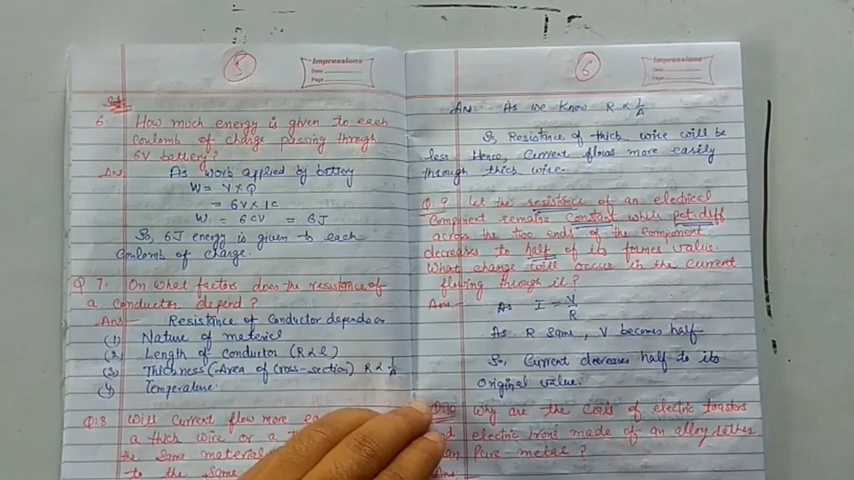 5
Impressions
Date
Page
6. How much energy is given to each
Coulomb of charge passing through
6V battery?
An: As work applied by battery
W = V x Q
= 6V x 1C
W = 6CV = 6J
So, 6J energy is given to each
Coulomb of charge.
Q 7. On what factors does the resistance of
a conductor depend?
Ans:- Resistance of Conductor depends on
(1) Nature of material
(2) Length of conductor (R ∝ l)
(3) Thickness (Area of Cross-section) R ∝ 1/A
(4) Temperature.
Q:8 Will current flow more ea
a thick wire or a t
the Same material
to the same
6
Impressions
Date
Page
An:- As we know R ∝ L/A
So, Resistance of thick wire will be
less Hence, Current flows more easily
through thick wire.
Q. 9 Let the resistance of an electrical
Component remains Constant while pot. diff
across the two ends of the component
decreases to half of its former value.
What change will occur in the Current
flowing through it?
Ans:- As I = V/R
As R Same, V becomes half
So, Current decreases half to its
original value.
Q:10 Why are the Coils of electric toasters
d electric irons made of an alloy rather
an Pure metal?
Ans: